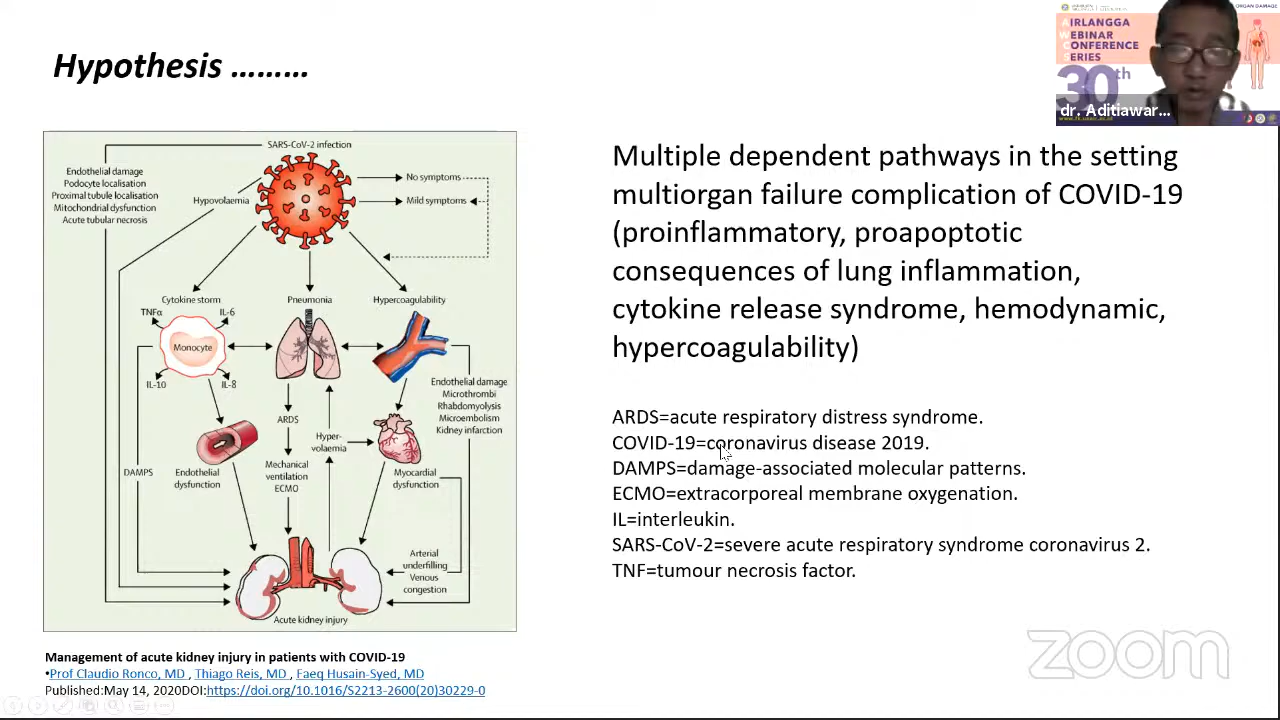 Hypothesis ………
ORGAN DAMAGE
AIRLANGGA
WEBINAR
CONFERENCE
SERIES
30th
dr. Aditiawar...
SARS-CoV-2 infection
Endothelial damage
Podocyte localisation
Proximal tubule localisation
Mitochondrial dysfunction
Acute tubular necrosis
Hypovolaemia
No symptoms
Mild symptoms
Cytokine storm
Pneumonia
Hypercoagulability
TNFα
IL-6
Monocyte
IL-10
IL-8
Endothelial damage
Microthrombi
Rhabdomyolysis
Microembolism
Kidney infarction
ARDS
Hyper-
volaemia
DAMPS
Endothelial
dysfunction
Mechanical
ventilation
ECMO
Myocardial
dysfunction
Arterial
underfilling
Venous
congestion
Acute kidney injury
Management of acute kidney injury in patients with COVID-19
•Prof Claudio Ronco, MD , Thiago Reis, MD , Faeq Husain-Syed, MD
Published:May 14, 2020DOI:https://doi.org/10.1016/S2213-2600(20)30229-0
Multiple dependent pathways in the setting
multiorgan failure complication of COVID-19
(proinflammatory, proapoptotic
consequences of lung inflammation,
cytokine release syndrome, hemodynamic,
hypercoagulability)
ARDS=acute respiratory distress syndrome.
COVID-19=coronavirus disease 2019.
DAMPS=damage-associated molecular patterns.
ECMO=extracorporeal membrane oxygenation.
IL=interleukin.
SARS-CoV-2=severe acute respiratory syndrome coronavirus 2.
TNF=tumour necrosis factor.
zoom